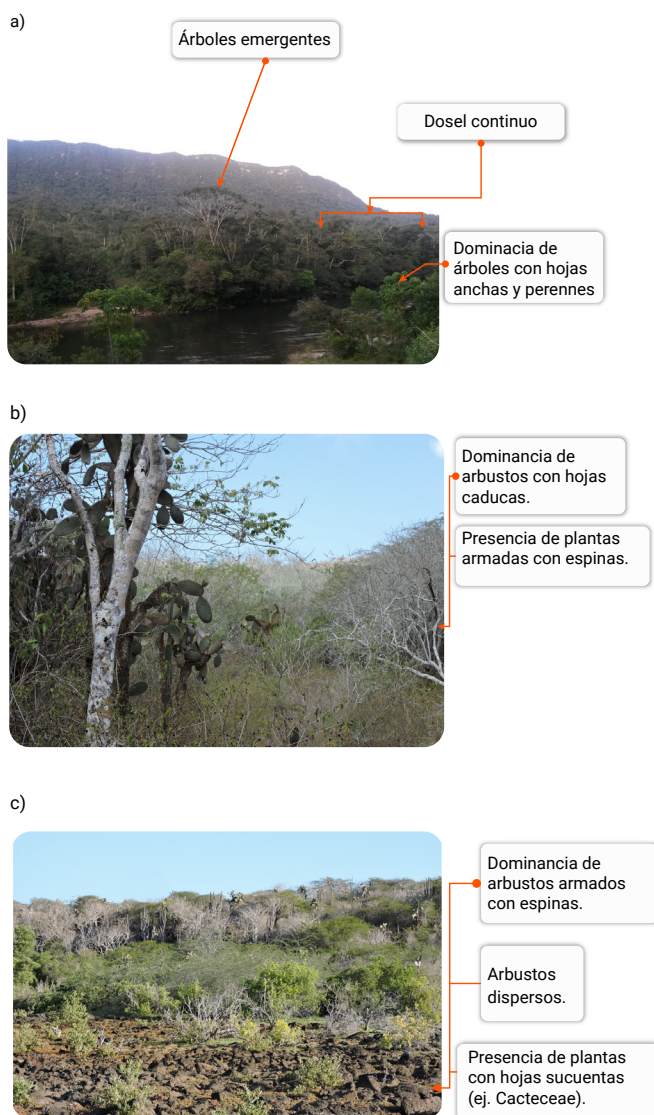 a)
Árboles emergentes
Dosel continuo
Dominacia de
árboles con hojas
anchas y perennes
b)
Dominancia de
arbustos con hojas
caducas.
Presencia de plantas
armadas con espinas.
c)
Dominancia de
arbustos armados
con espinas.
Arbustos
dispersos.
Presencia de plantas
con hojas sucuentas
(ej. Cacteceae).